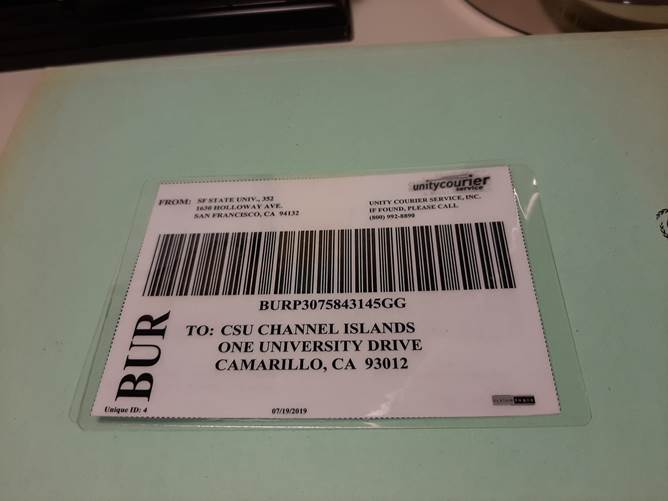 unitycourier
service
FROM: SF STATE UNIV., 352
1630 HOLLOWAY AVE.
SAN FRANCISCO, CA 94132
UNITY COURIER SERVICE, INC.
IF FOUND, PLEASE CALL
(800) 992-8890
BURP3075843145GG
BUR
TO: CSU CHANNEL ISLANDS
ONE UNIVERSITY DRIVE
CAMARILLO, CA 93012
Unique ID: 4
07/19/2019